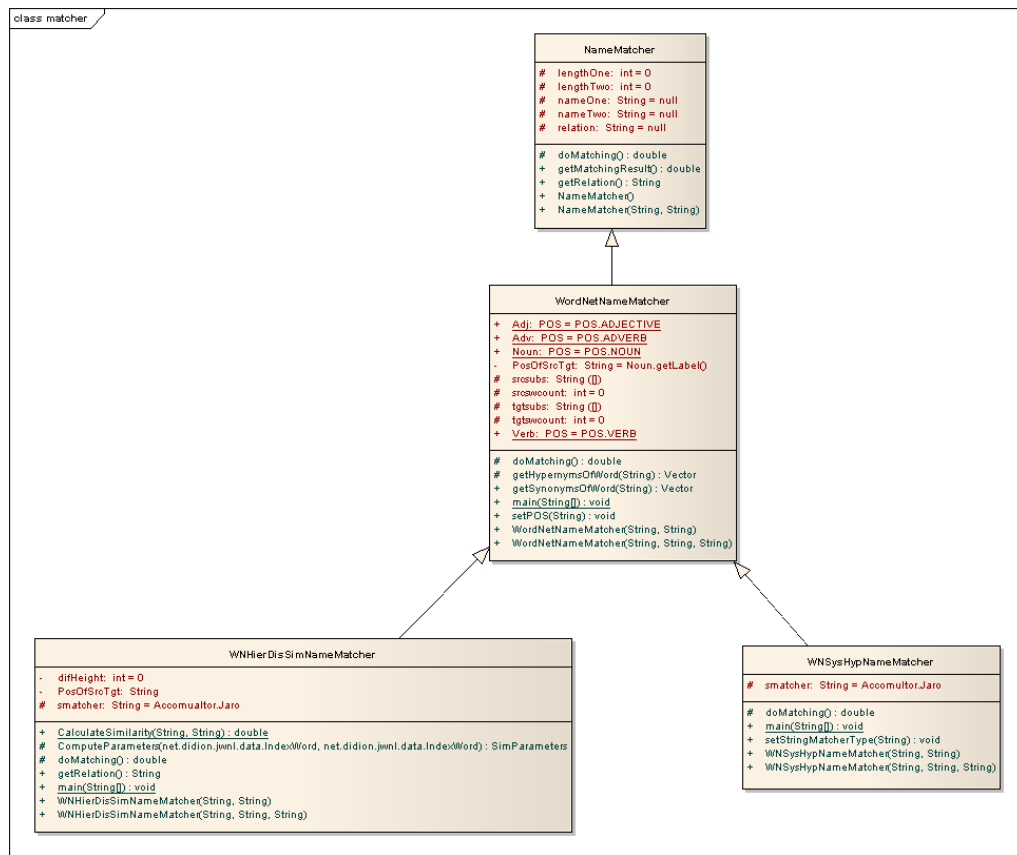 class matcher
NameMatcher
# lengthOne: int = 0
# lengthTwo: int = 0
# nameOne: String = null
# nameTwo: String = null
# relation: String = null
# doMatching() : double
+ getMatchingResult() : double
+ getRelation() : String
+ NameMatcher()
+ NameMatcher(String, String)
WordNetNameMatcher
+ Adj: POS = POS.ADJECTIVE
+ Adv: POS = POS.ADVERB
+ Noun: POS = POS.NOUN
- PosOfSrcTgt: String = Noun.getLabel()
# srcsubs: String ([])
# srcswcount: int = 0
# tgtsubs: String ([])
# tgtswcount: int = 0
+ Verb: POS = POS.VERB
# doMatching() : double
# getHypernymsOfWord(String) : Vector
+ getSynonymsOfWord(String) : Vector
+ main(String[]) : void
+ setPOS(String) : void
+ WordNetNameMatcher(String, String)
+ WordNetNameMatcher(String, String, String)
WNHierDisSimNameMatcher
- difHeight: int = 0
- PosOfSrcTgt: String
# smatcher: String = Accomualtor.Jaro
+ CalculateSimilarity(String, String) : double
# ComputeParameters(net.didion.jwnl.data.IndexWord, net.didion.jwnl.data.IndexWord) : SimParameters
# doMatching() : double
+ getRelation() : String
+ main(String[]) : void
+ WNHierDisSimNameMatcher(String, String)
+ WNHierDisSimNameMatcher(String, String, String)
WNSysHypNameMatcher
# smatcher: String = Accomultor.Jaro
# doMatching() : double
+ main(String[]) : void
+ setStringMatcherType(String) : void
+ WNSysHypNameMatcher(String, String)
+ WNSysHypNameMatcher(String, String, String)